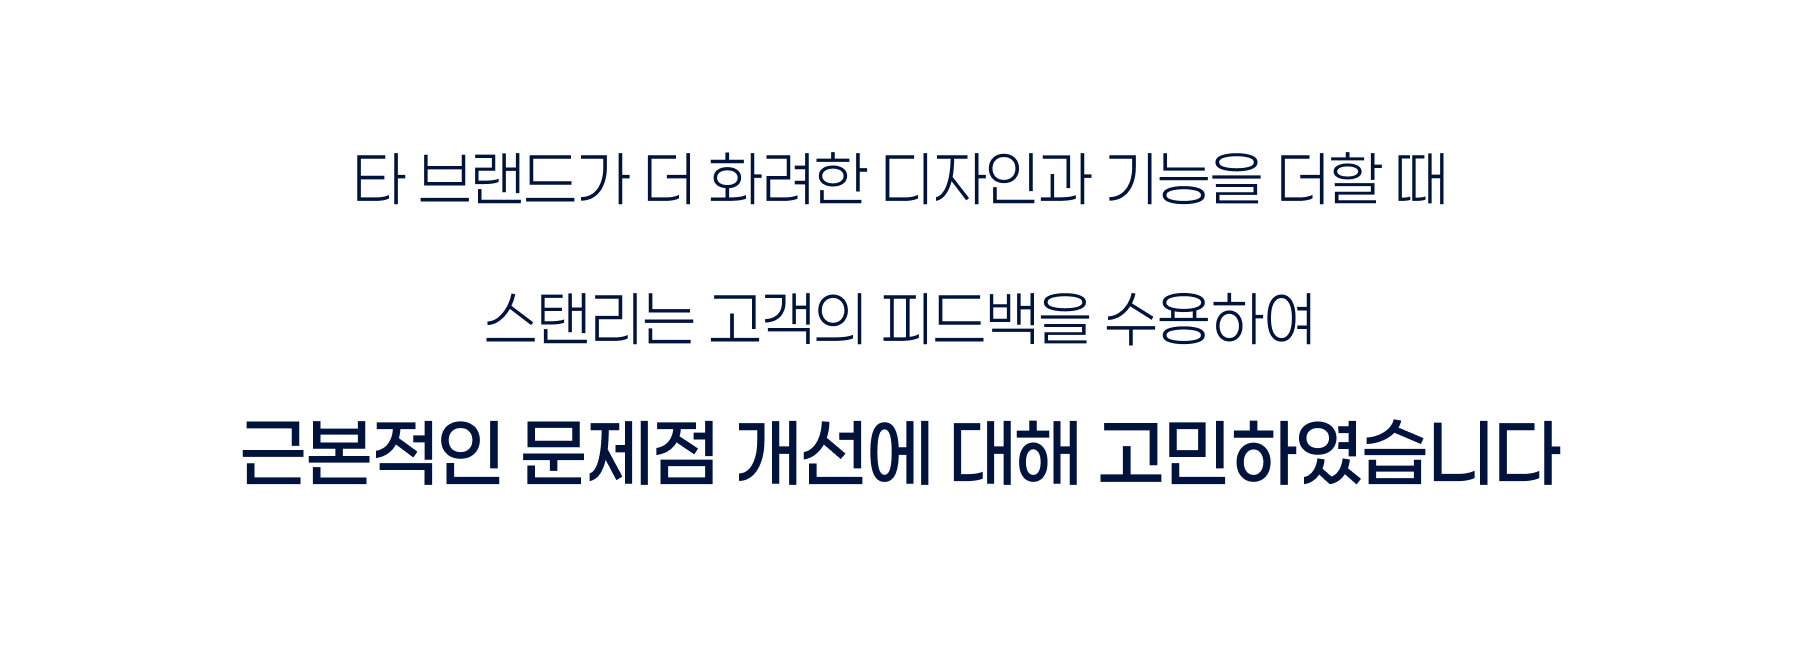 타 브랜드가 더 화려한 디자인과 기능을 더할 때
스탠리는 고객의 피드백을 수용하여
근본적인 문제점 개선에 대해 고민하였습니다